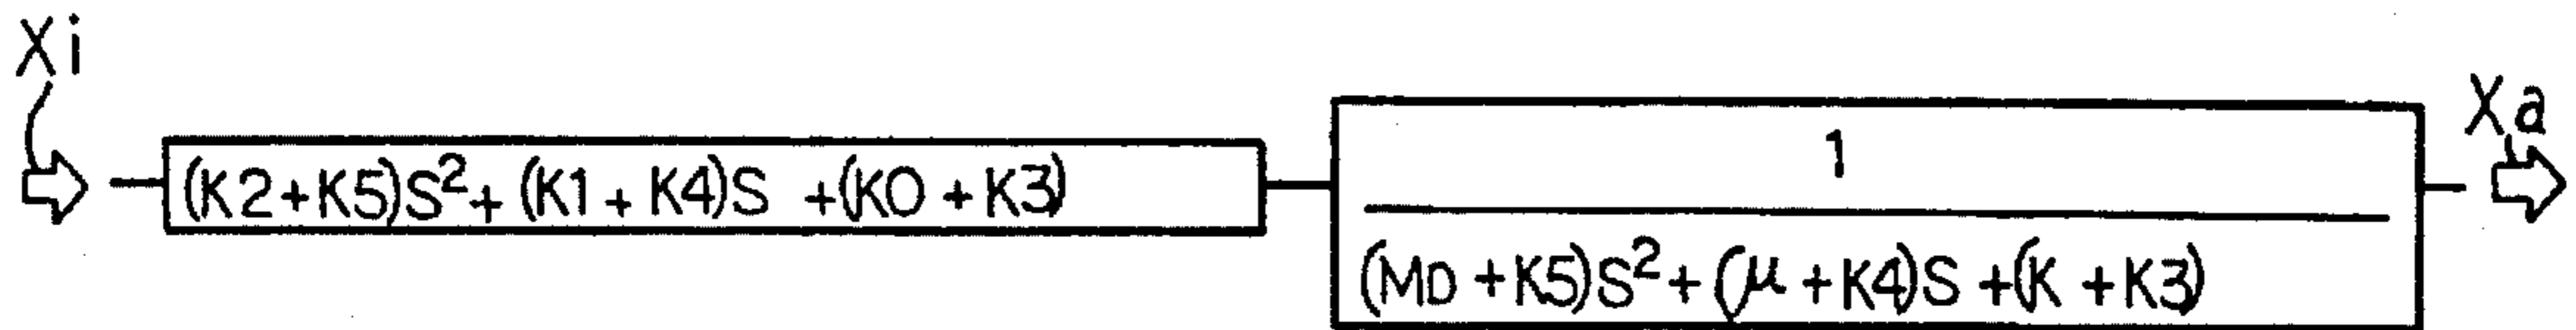 Xi
(K2+K5)S²+ (K1+K4)S +(K0+K3)
1
(MD+K5)S²+(μ+K4)S+(K+K3)
Xa